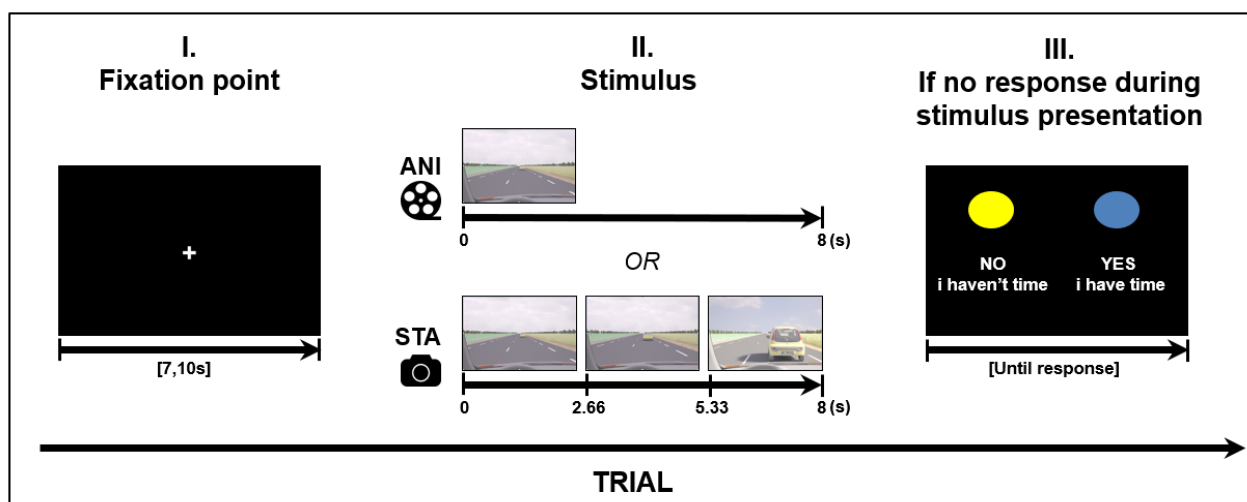 I.
Fixation point
[7,10s]
II.
Stimulus
ANI
0
8 (s)
OR
STA
0
2.66
5.33
8 (s)
III.
If no response during
stimulus presentation
NO
i haven't time
YES
i have time
[Until response]
TRIAL